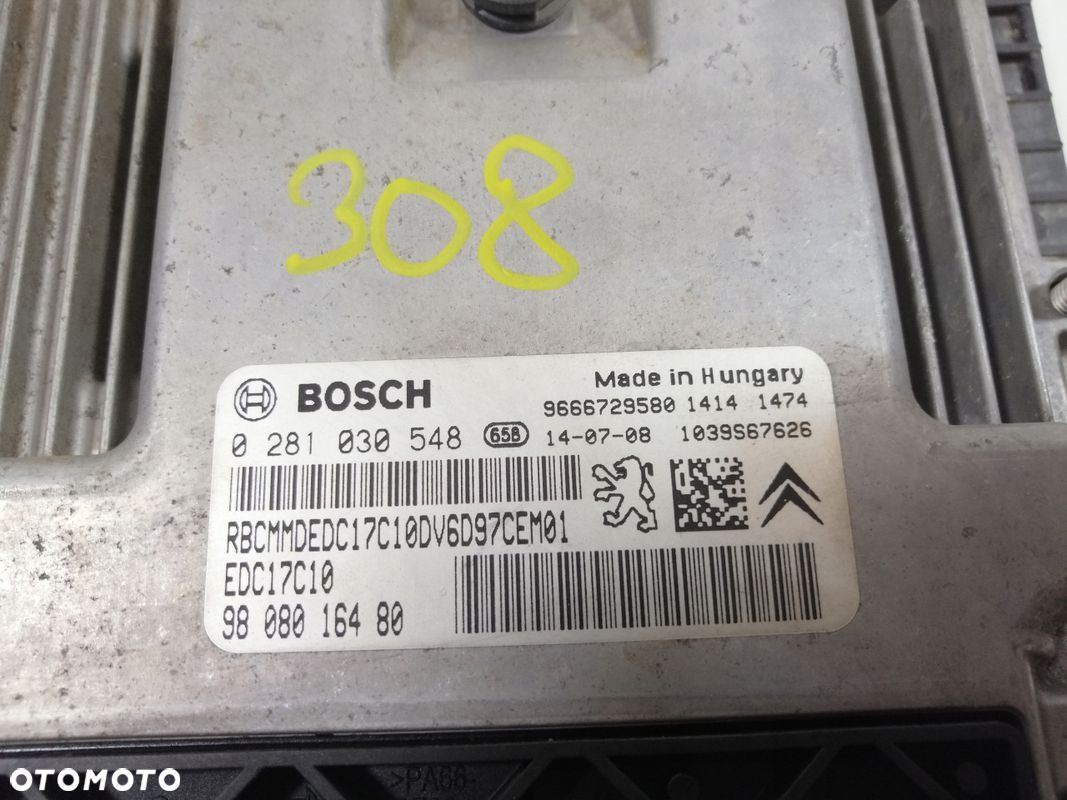 308
BOSCH
Made in Hungary
9666729580 1414 1474
0 281 030 548 658 14-07-08 1039S67626
RBCMMDEDC17C10DV6D97CEM01
EDC17C10
98 080 164 80
>PA66-
OTOMOTO